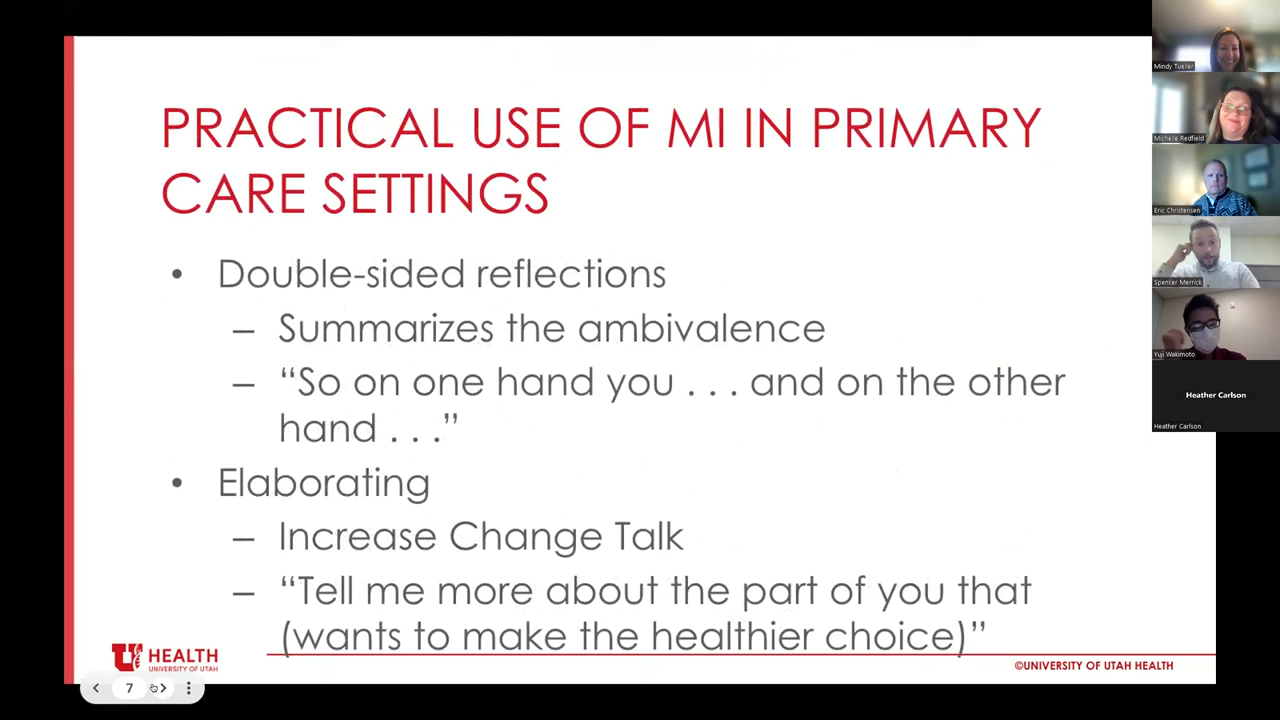 PRACTICAL USE OF MI IN PRIMARY
CARE SETTINGS
• Double-sided reflections
– Summarizes the ambivalence
– “So on one hand you . . . and on the other
hand . . .”
• Elaborating
– Increase Change Talk
– “Tell me more about the part of you that
(wants to make the healthier choice)”
U HEALTH
UNIVERSITY OF UTAH
©UNIVERSITY OF UTAH HEALTH
7
Mindy Tueller
Michelle Redfield
Eric Christensen
Spencer Merrick
Yuji Wakimoto
Heather Carlson
Heather Carlson